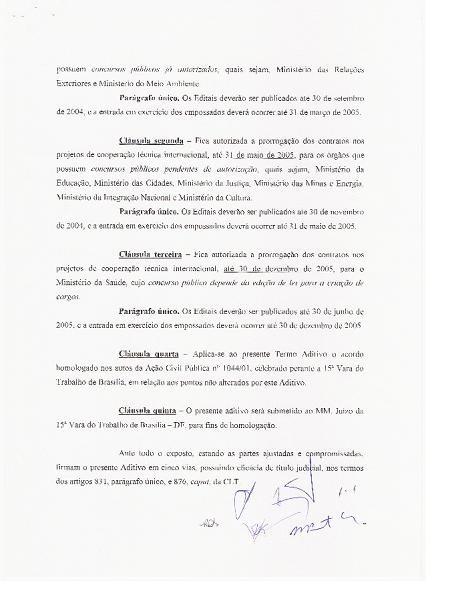 possuem concursos públicos já autorizados, quais sejam, Ministério das Relações
Exteriores e Ministério do Meio Ambiente.
Parágrafo único. Os Editais deverão ser publicados até 30 de setembro
de 2004, e a entrada em exercício dos empossados deverá ocorrer até 31 de março de 2005.
Cláusula segunda – Fica autorizada a prorrogação dos contratos nos
projetos de cooperação técnica internacional, até 31 de maio de 2005, para os órgãos que
possuem concursos públicos pendentes de autorização, quais sejam, Ministério da
Educação, Ministério das Cidades, Ministério da Justiça, Ministério das Minas e Energia,
Ministério da Integração Nacional e Ministério da Cultura.
Parágrafo único. Os Editais deverão ser publicados até 30 de novembro
de 2004, e a entrada em exercício dos empossados deverá ocorrer até 31 de maio de 2005.
Cláusula terceira – Fica autorizada a prorrogação dos contratos nos
projetos de cooperação técnica internacional, até 30 de dezembro de 2005, para o
Ministério da Saúde, cujo concurso público depende da edição de lei para a criação de
cargos.
Parágrafo único. Os Editais deverão ser publicados até 30 de junho de
2005, e a entrada em exercício dos empossados deverá ocorrer até 30 de dezembro de 2005
Cláusula quarta – Aplica-se ao presente Termo Aditivo o acordo
homologado nos autos da Ação Civil Pública nº 1044/01, celebrado perante a 15ª Vara do
Trabalho de Brasília, em relação aos pontos não alterados por este Aditivo.
Cláusula quinta – O presente aditivo será submetido ao MM. Juízo da
15ª Vara do Trabalho de Brasília – DF, para fins de homologação.
Ante todo o exposto, estando as partes ajustadas e compromissadas,
firmam o presente Aditivo em cinco vias, possuindo eficácia de título judicial, nos termos
dos artigos 831, parágrafo único, e 876, caput, da CLT.